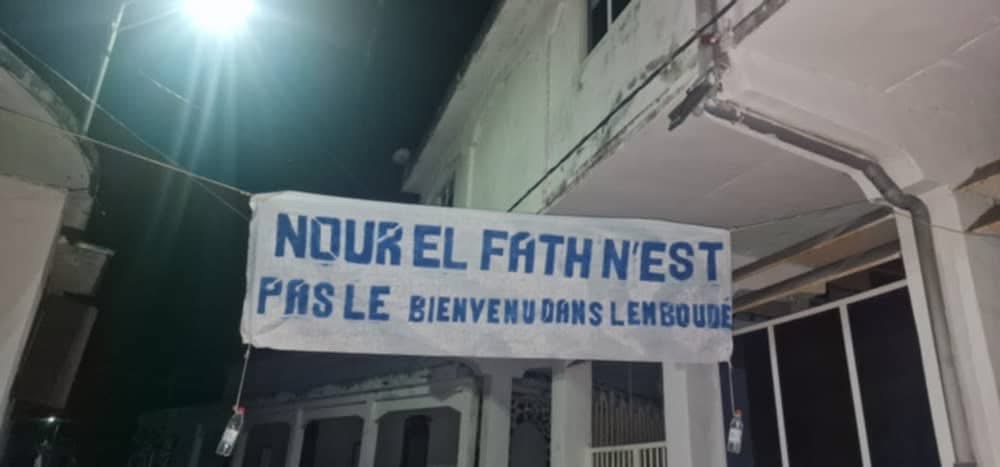 NOUR EL FATH N'EST
PAS LE BIENVENU DANS LEMBOUDÉ